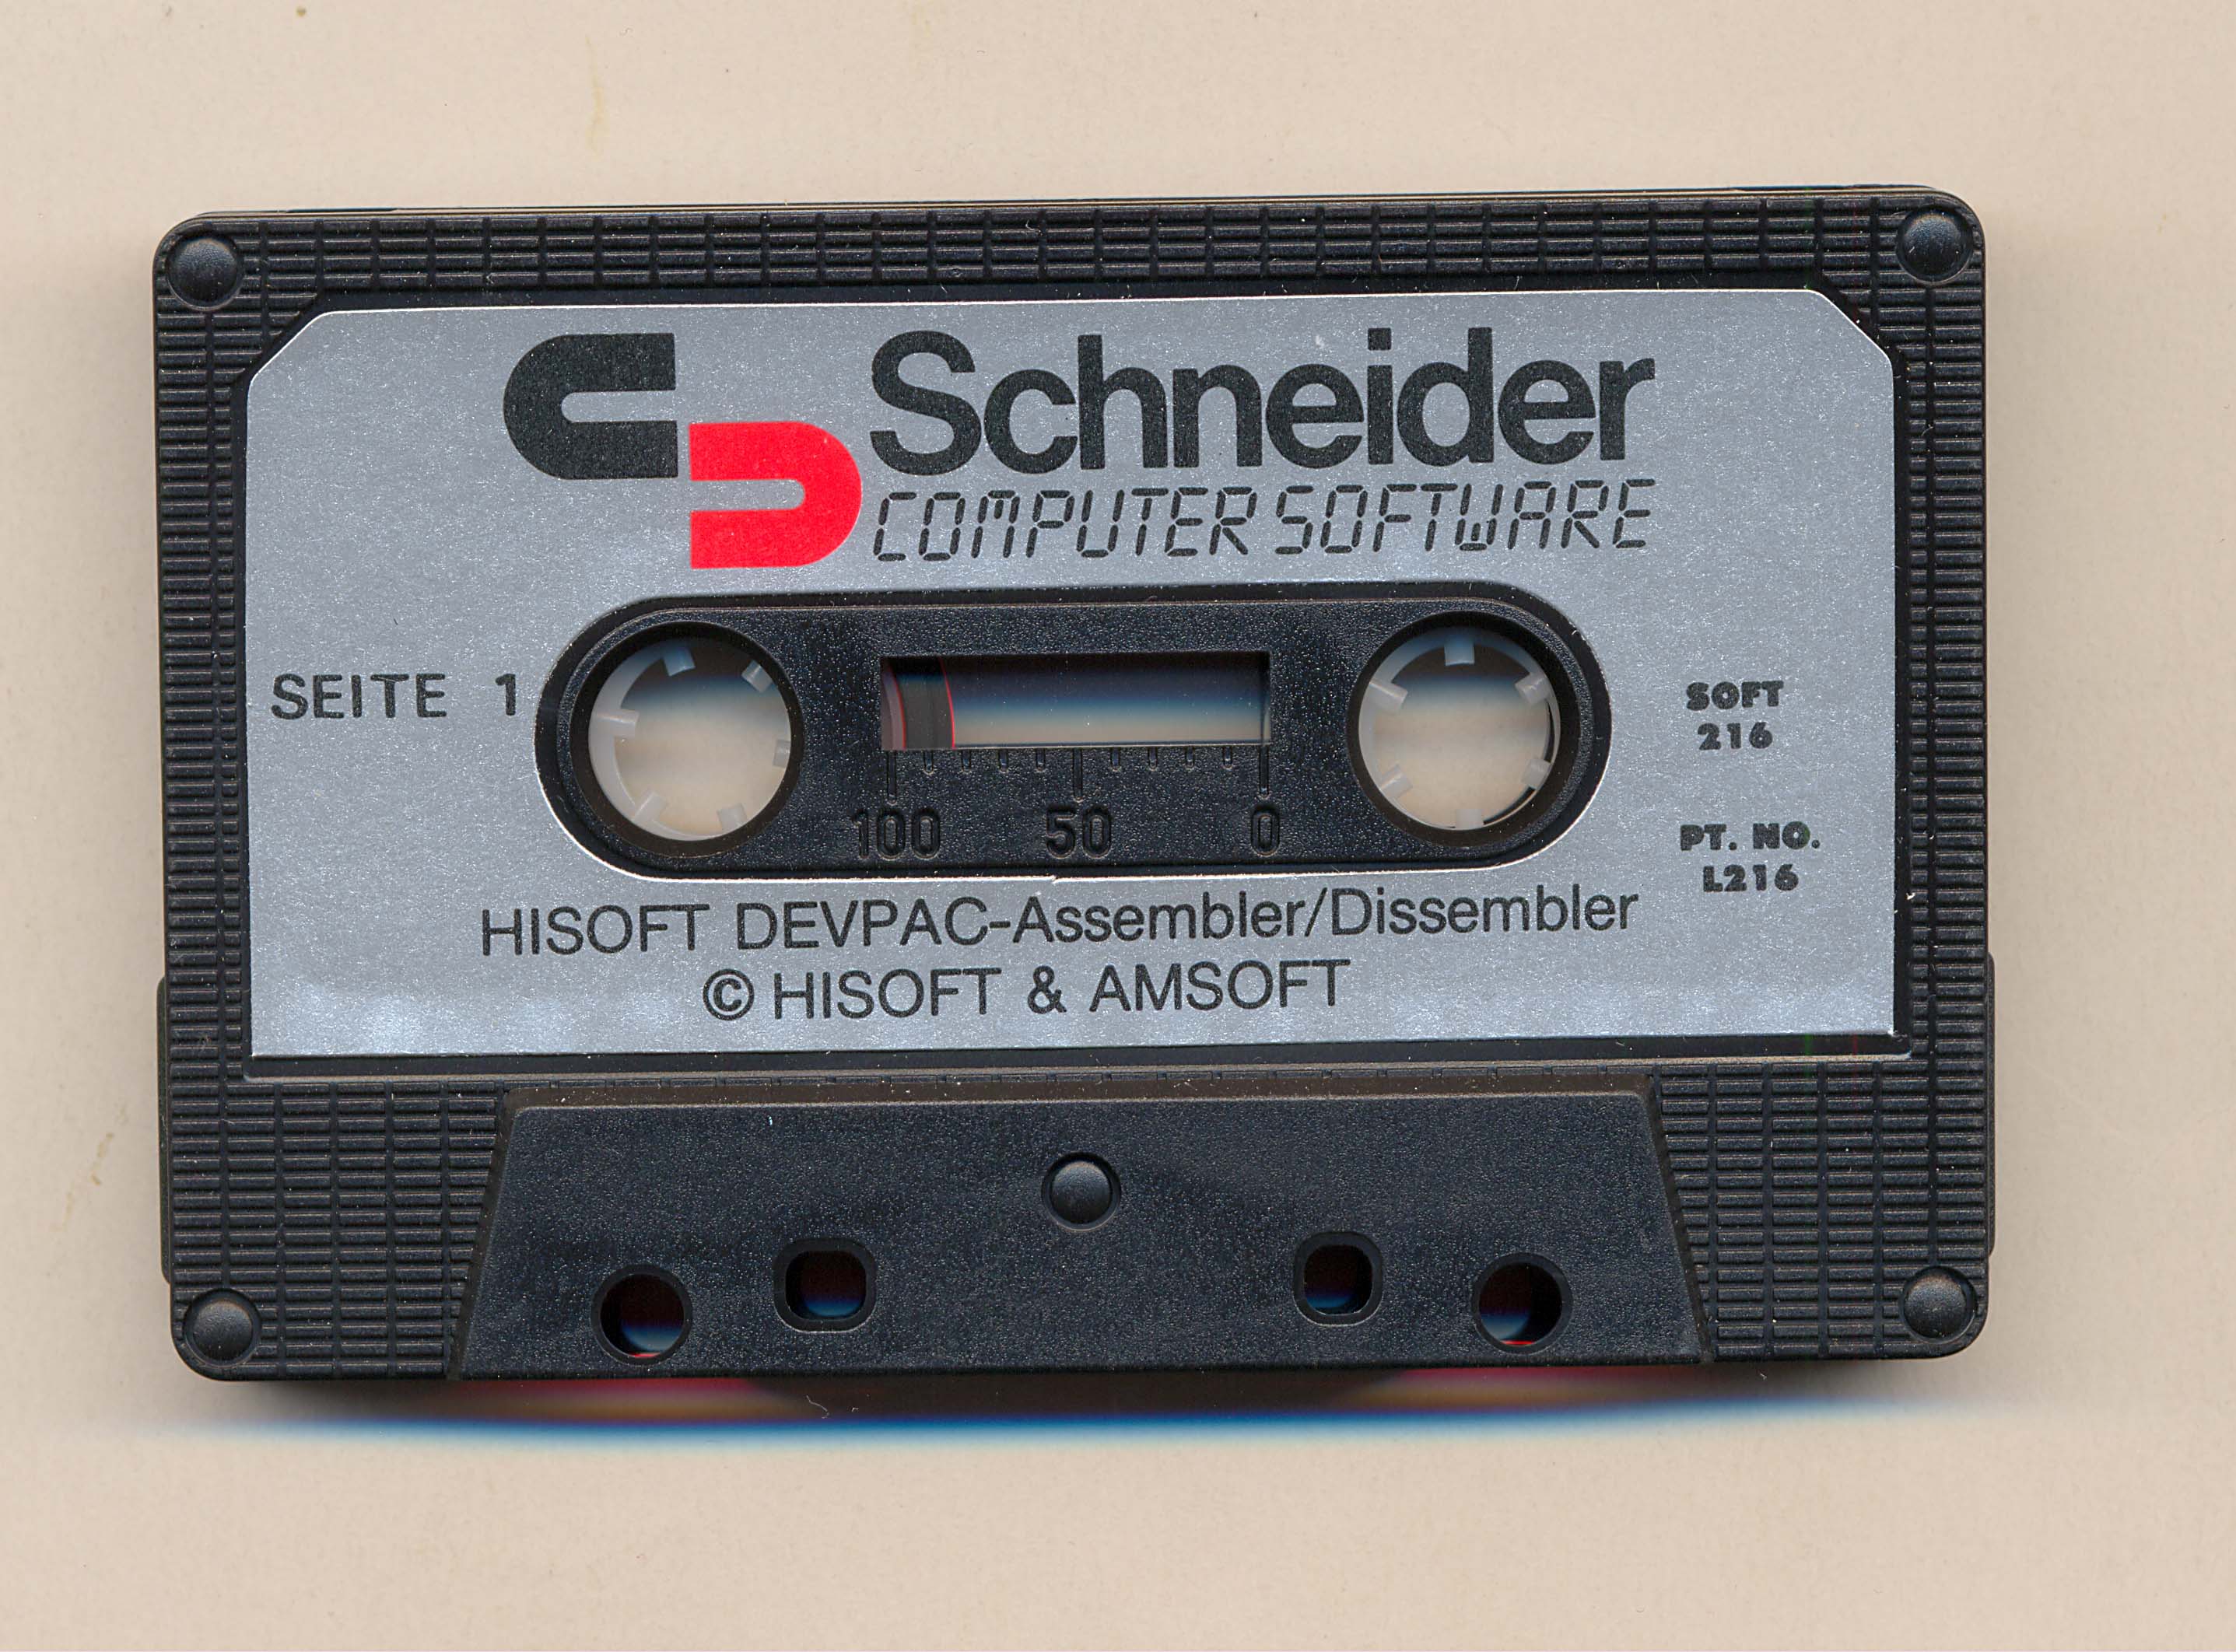 Schneider
COMPUTER SOFTWARE
SEITE 1
SOFT
216
100 50 0
PT. NO.
L216
HISOFT DEVPAC-Assembler/Dissembler
© HISOFT & AMSOFT